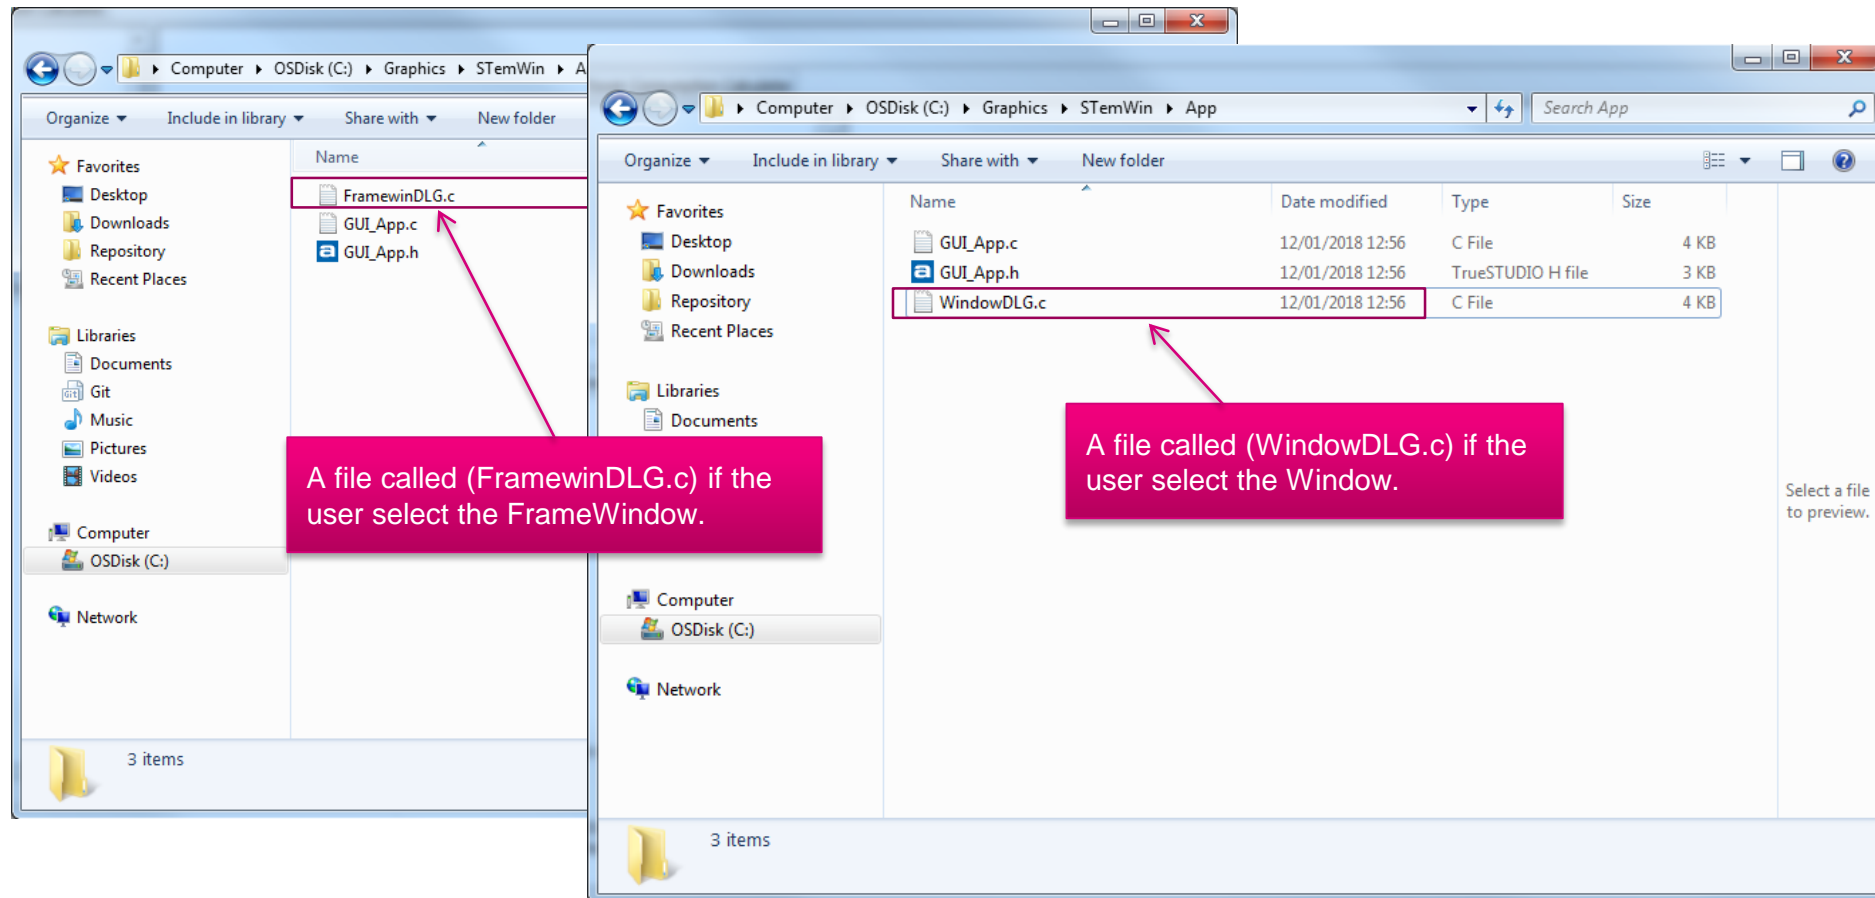 Computer ▸ OSDisk (C:) ▸ Graphics ▸ STemWin ▸ A
Organize Include in library Share with New folder
Favorites
Desktop
Downloads
Repository
Recent Places
Libraries
Documents
Git
Music
Pictures
Videos
Computer
OSDisk (C:)
Network
Name
FramewinDLG.c
GUI_App.c
GUI_App.h
A file called (FramewinDLG.c) if the
user select the FrameWindow.
3 items
Computer ▸ OSDisk (C:) ▸ Graphics ▸ STemWin ▸ App
Search App
Organize Include in library Share with New folder
Favorites
Desktop
Downloads
Repository
Recent Places
Libraries
Documents
Computer
OSDisk (C:)
Network
Name Date modified Type Size
GUI_App.c 12/01/2018 12:56 C File 4 KB
GUI_App.h 12/01/2018 12:56 TrueSTUDIO H file 3 KB
WindowDLG.c 12/01/2018 12:56 C File 4 KB
A file called (WindowDLG.c) if the
user select the Window.
Select a file
to preview.
3 items